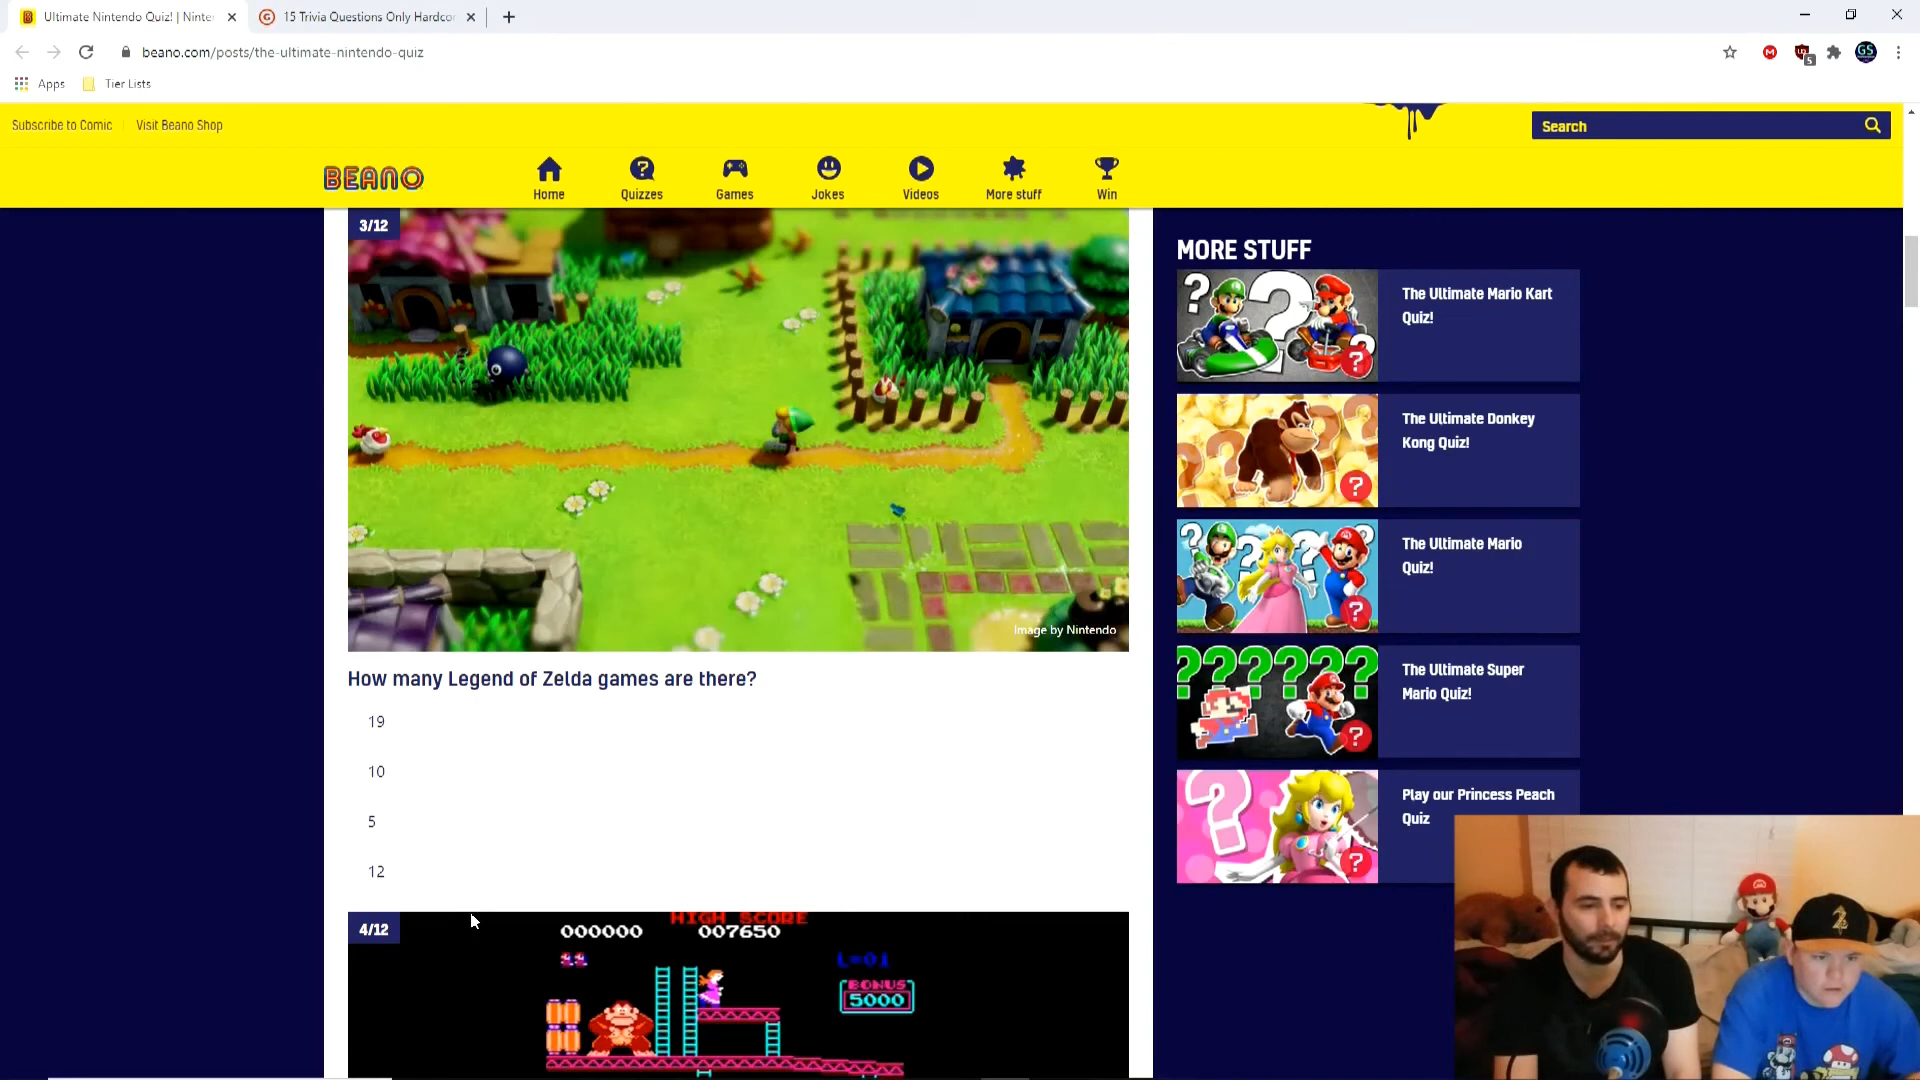 Ultimate Nintendo Quiz! | Ninte
15 Trivia Questions Only Hardcor
beano.com/posts/the-ultimate-nintendo-quiz
GS
5
Apps
Tier Lists
Subscribe to Comic
Visit Beano Shop
Search
BEANO
Home
Quizzes
Games
Jokes
Videos
More stuff
Win
3/12
Image by Nintendo
How many Legend of Zelda games are there?
19
10
5
12
4/12
HIGH SCORE
000000
007650
L=01
BONUS
5000
MORE STUFF
The Ultimate Mario Kart
Quiz!
The Ultimate Donkey
Kong Quiz!
The Ultimate Mario
Quiz!
The Ultimate Super
Mario Quiz!
Play our Princess Peach
Quiz